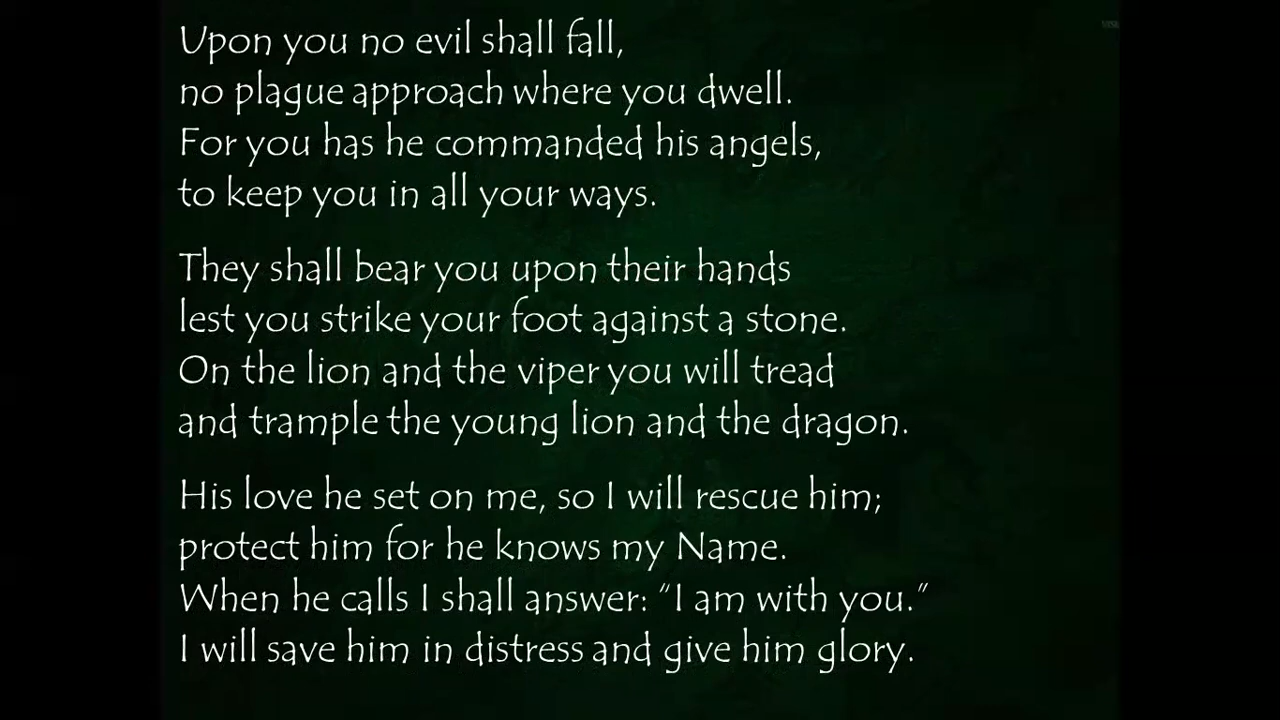 Upon you no evil shall fall,
no plague approach where you dwell.
For you has he commanded his angels,
to keep you in all your ways.
They shall bear you upon their hands
lest you strike your foot against a stone.
On the lion and the viper you will tread
and trample the young lion and the dragon.
His love he set on me, so I will rescue him;
protect him for he knows my Name.
When he calls I shall answer: “I am with you.”
I will save him in distress and give him glory.